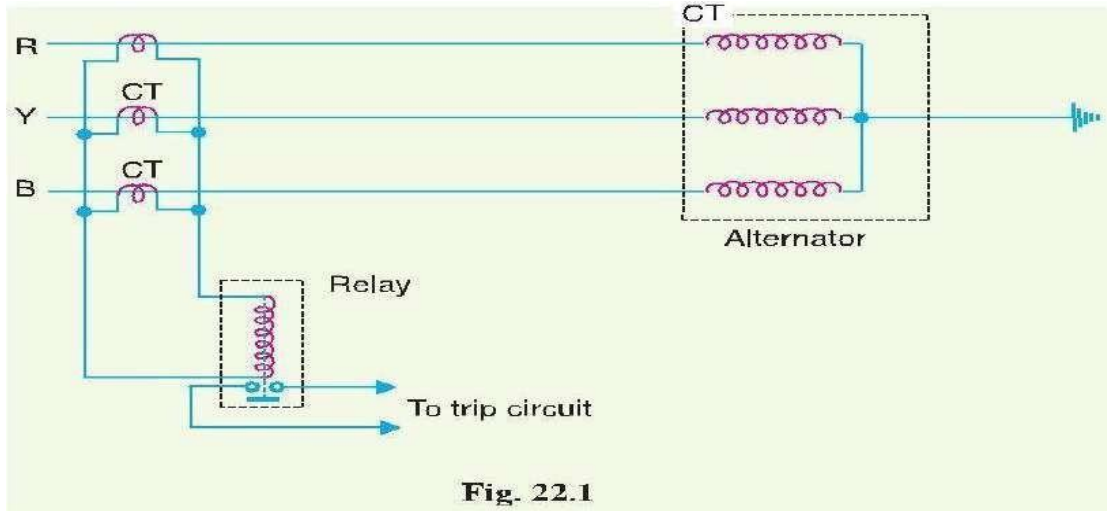 CT
R
CT
Y
CT
B
Alternator
Relay
To trip circuit
Fig. 22.1